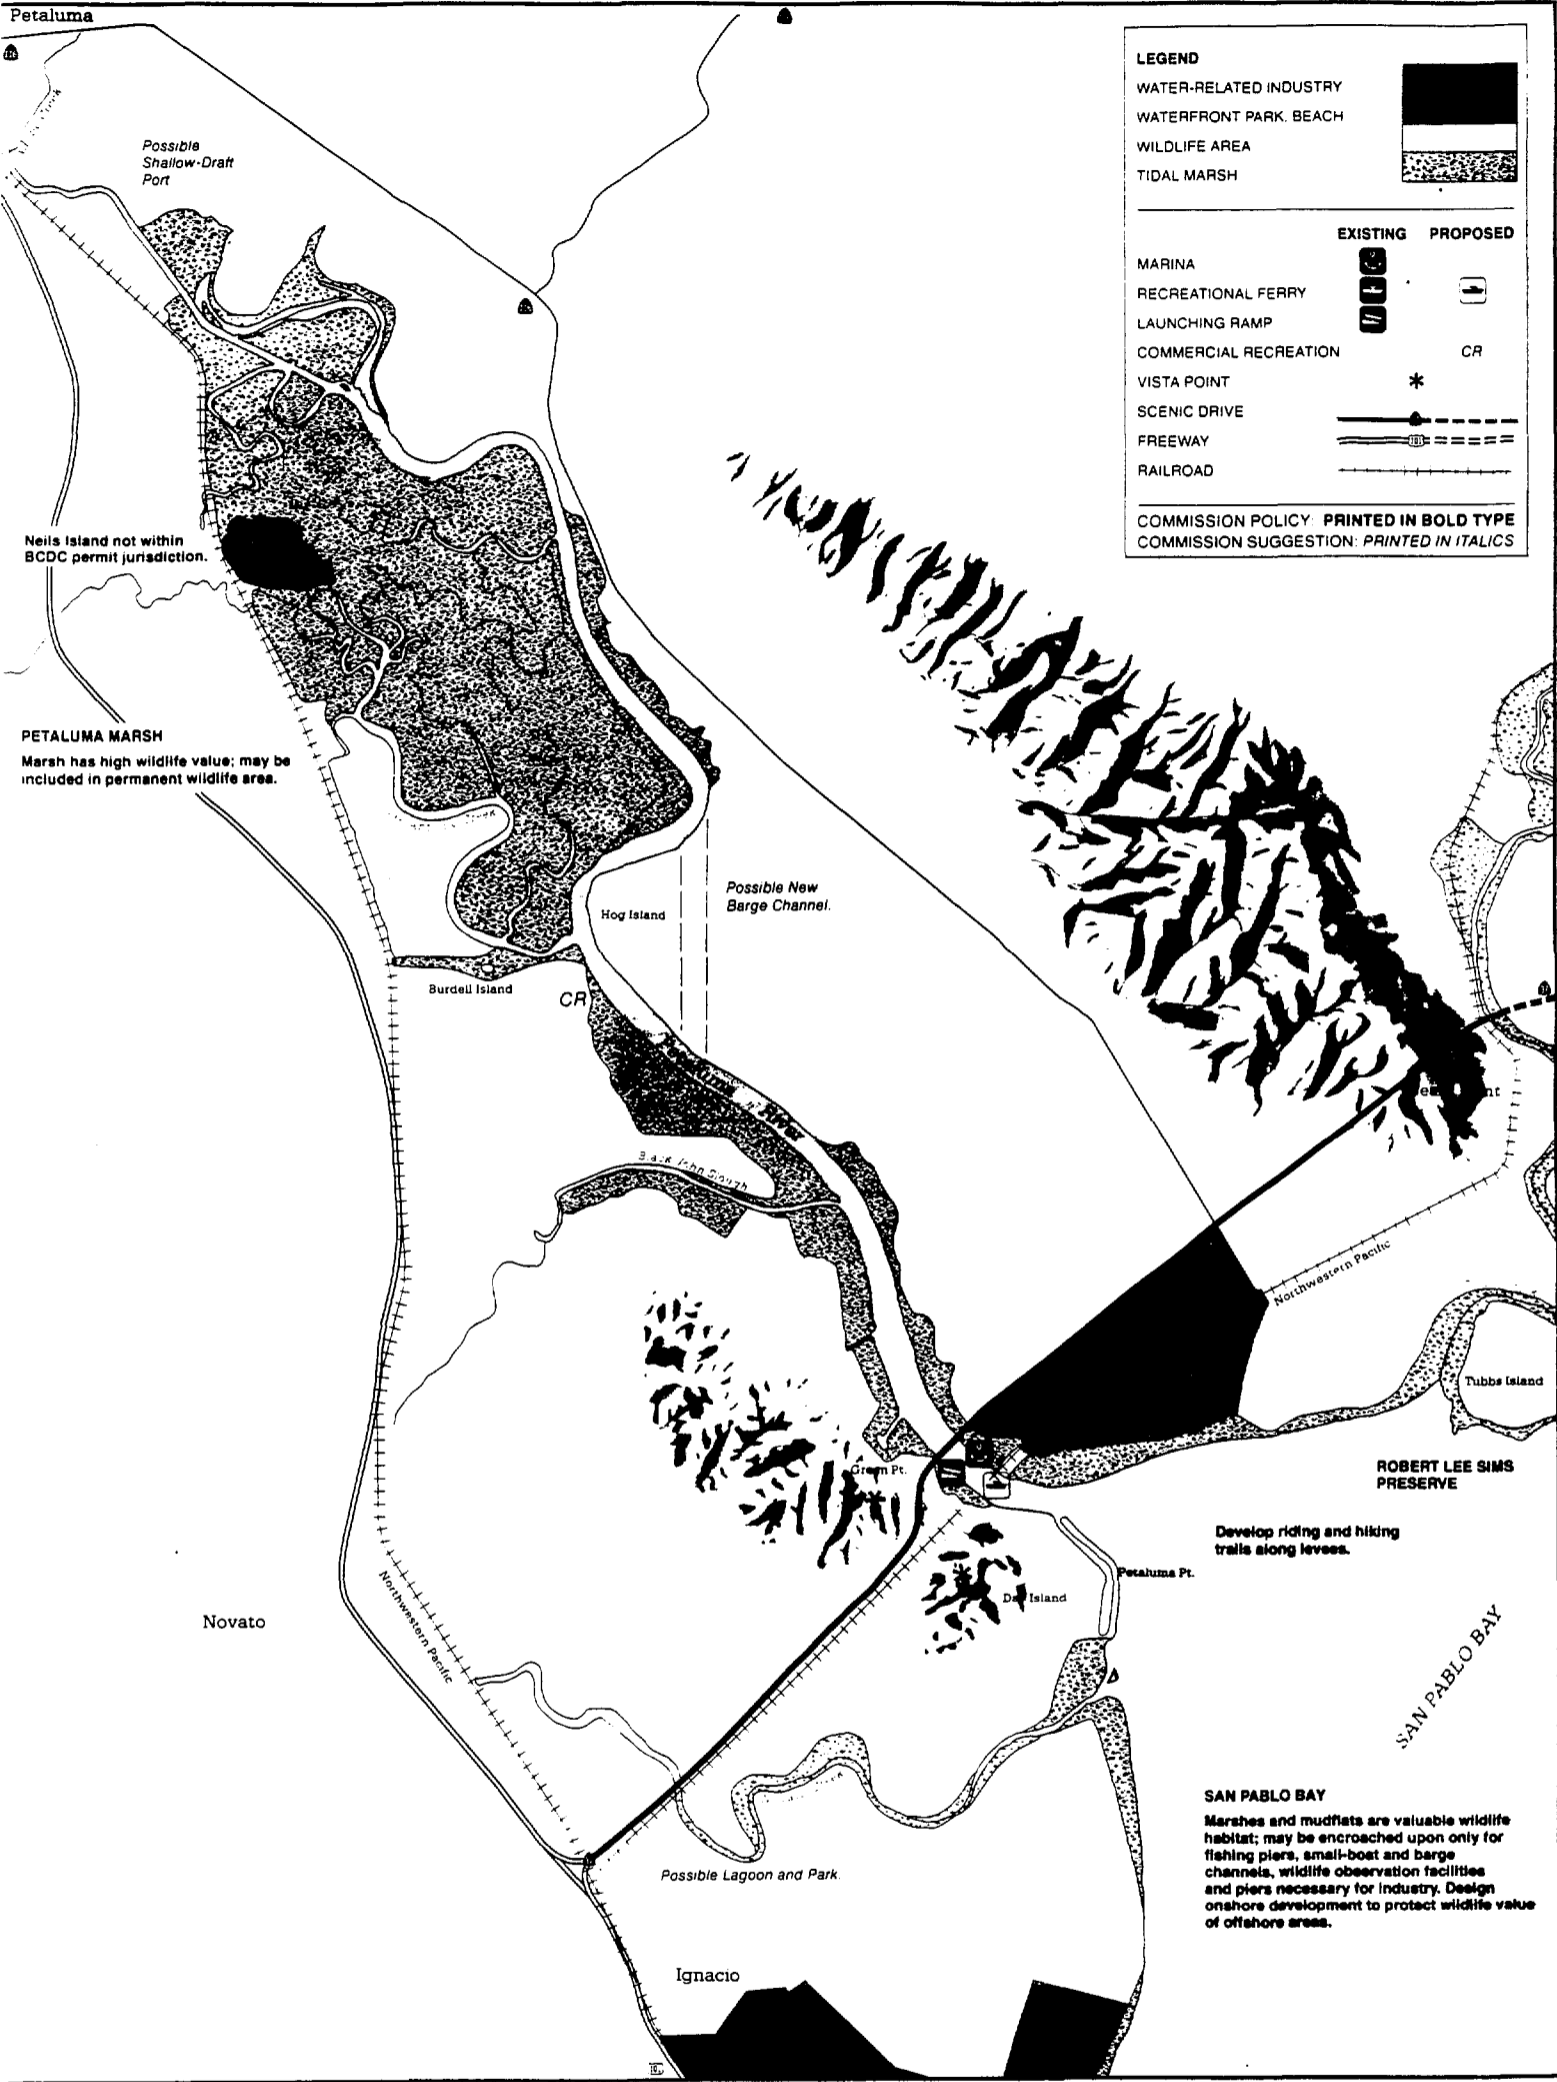 Petaluma
Possible
Shallow-Draft
Port
LEGEND
WATER-RELATED INDUSTRY
WATERFRONT PARK. BEACH
WILDLIFE AREA
TIDAL MARSH
EXISTING PROPOSED
MARINA
RECREATIONAL FERRY
LAUNCHING RAMP
COMMERCIAL RECREATION CR
VISTA POINT *
SCENIC DRIVE
FREEWAY
RAILROAD
COMMISSION POLICY: PRINTED IN BOLD TYPE
COMMISSION SUGGESTION: PRINTED IN ITALICS
Neils Island not within
BCDC permit jurisdiction.
PETALUMA MARSH
Marsh has high wildlife value; may be
included in permanent wildlife area.
Possible New
Barge Channel.
Hog Island
Burdell Island
CR
River
Black John Slough
Northwestern Pacific
Tubbs Island
Green Pt.
ROBERT LEE SIMS
PRESERVE
Develop riding and hiking
trails along levees.
Petaluma Pt.
Island
Novato
Northwestern Pacific
SAN PABLO BAY
SAN PABLO BAY
Marshes and mudflats are valuable wildlife
habitat; may be encroached upon only for
fishing piers, small-boat and barge
channels, wildlife observation facilities
and piers necessary for industry. Design
onshore development to protect wildlife value
of offshore areas.
Possible Lagoon and Park.
Ignacio